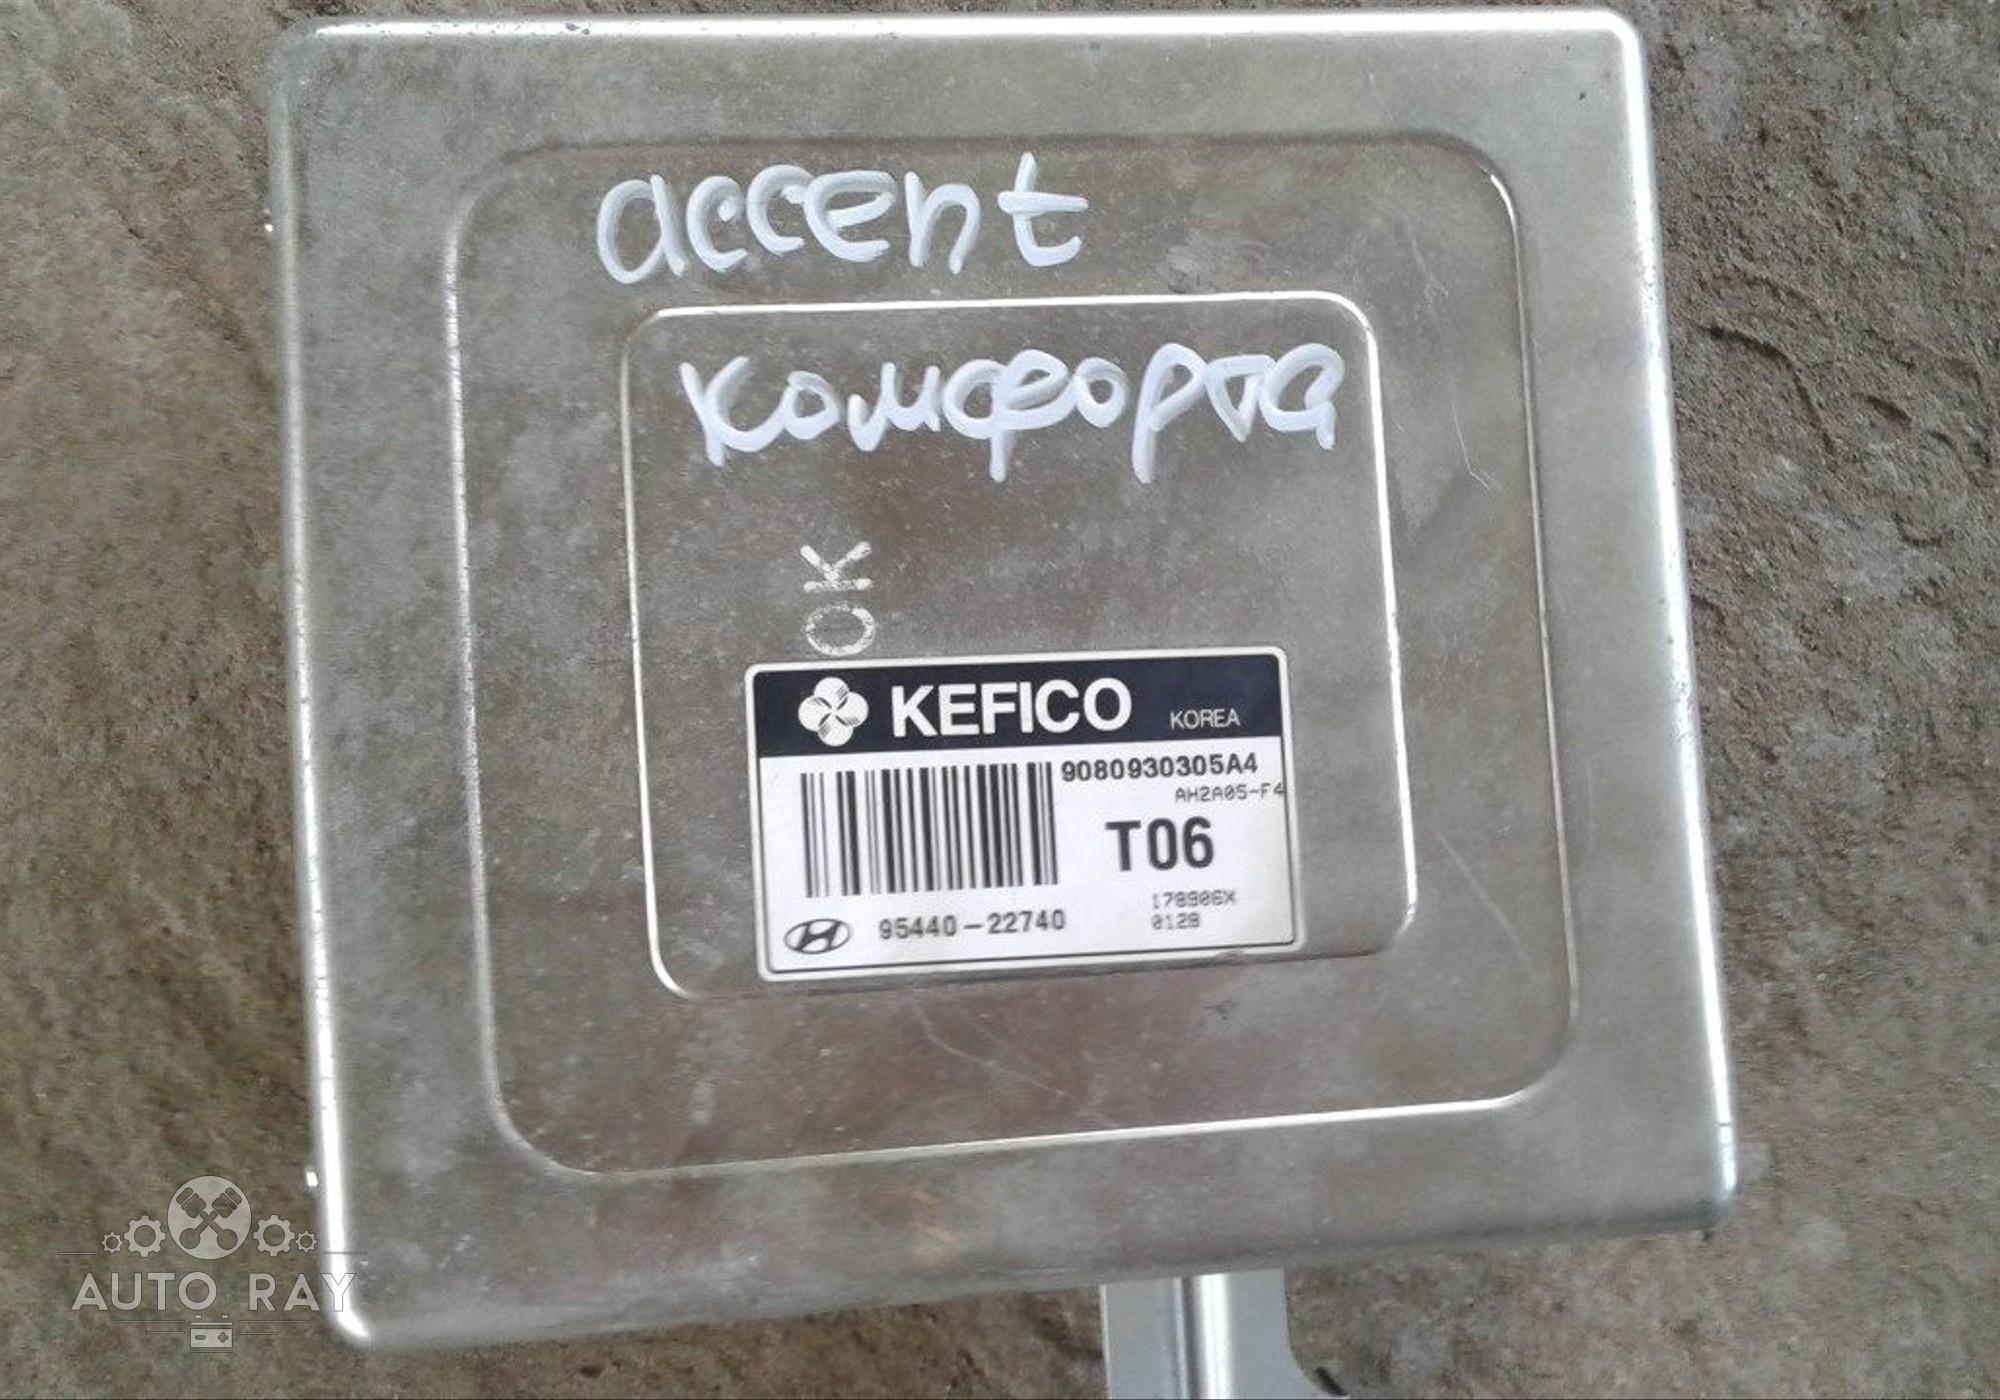 accent
комфорта
OK
KEFICO KOREA
9080930305A4
AH2A05-F4
T06
178906X
95440-22740
0128
AUTO RAY